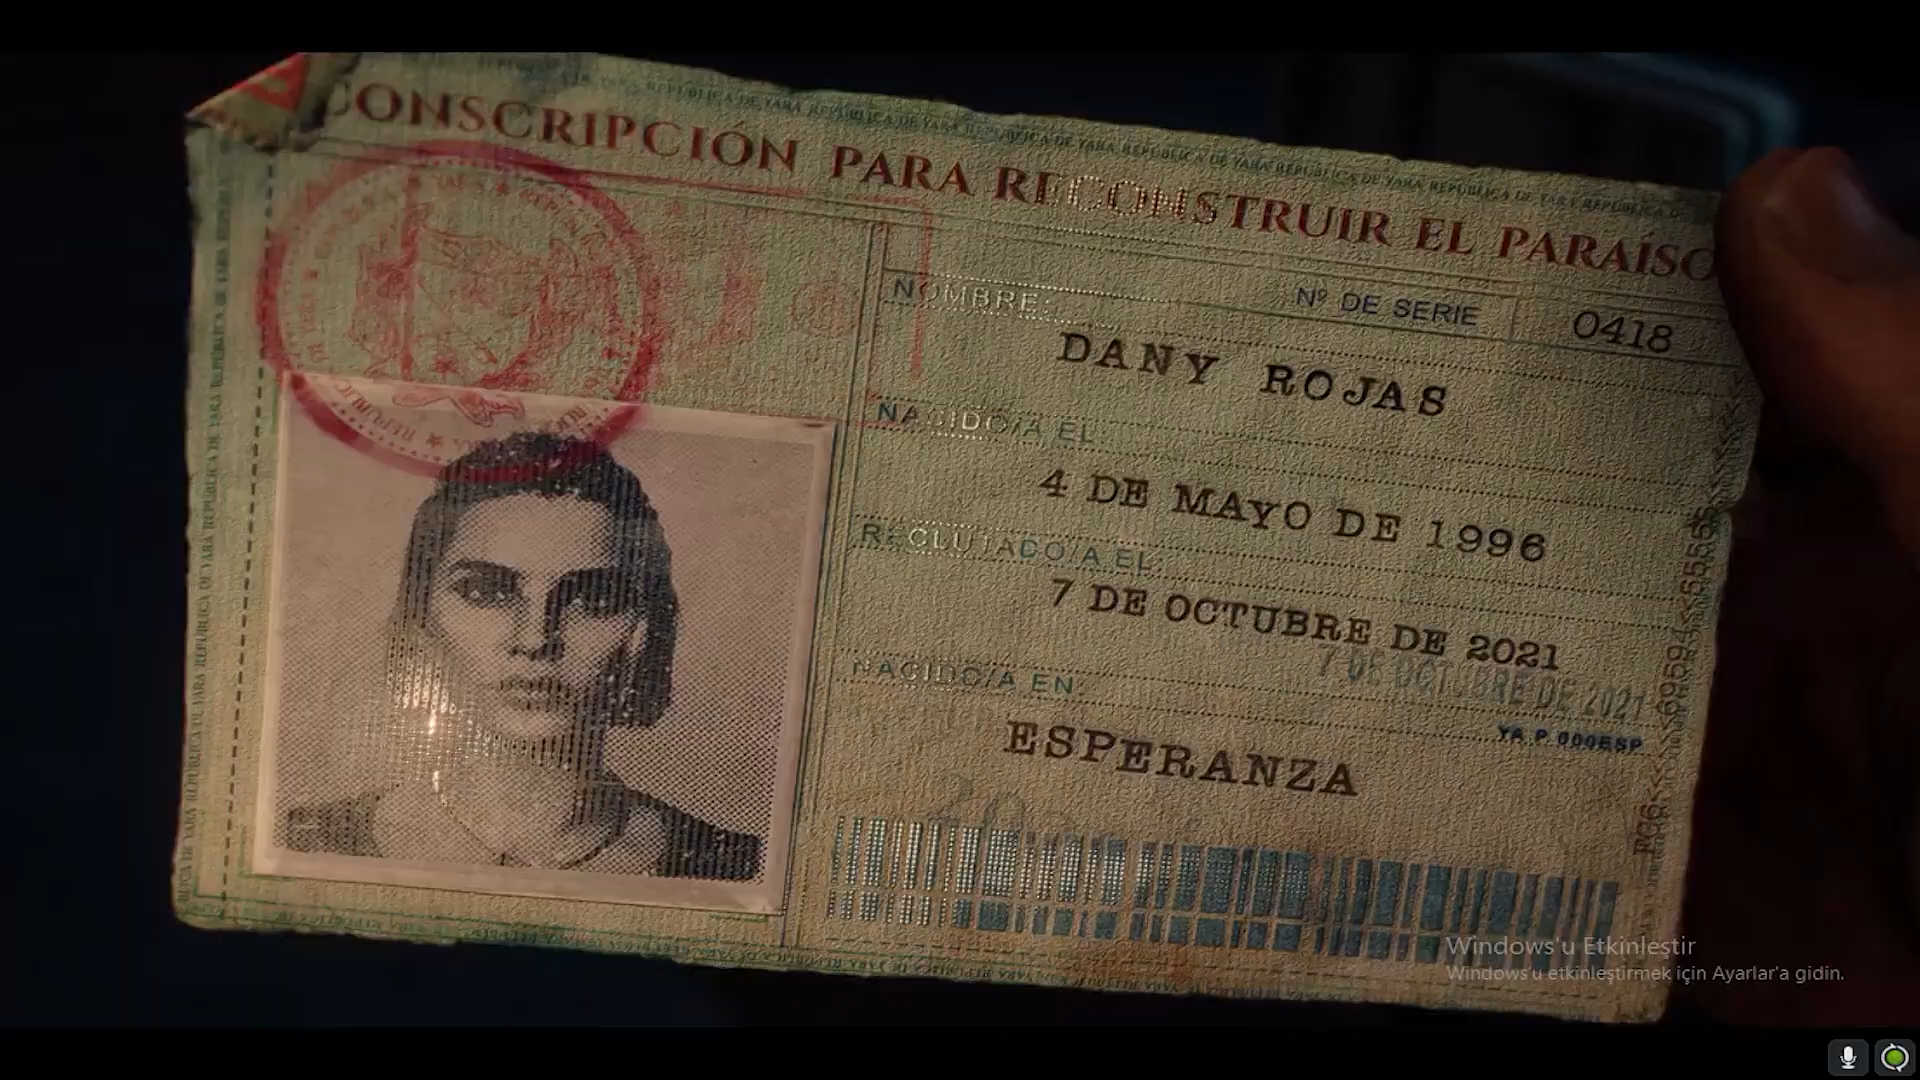 CONSCRIPCIÓN PARA RECONSTRUIR EL PARAÍSO
NOMBRE:
Nº DE SERIE
0418
DANY ROJAS
NACIDO/A EL
4 DE MAYO DE 1996
RECLUTADO/A EL:
7 DE OCTUBRE DE 2021
7 DE OCTUBRE DE 2021
NACIDO/A EN:
YA P 000ESP
ESPERANZA
Windows'u Etkinleştir
Windows'u etkinleştirmek için Ayarlar'a gidin.